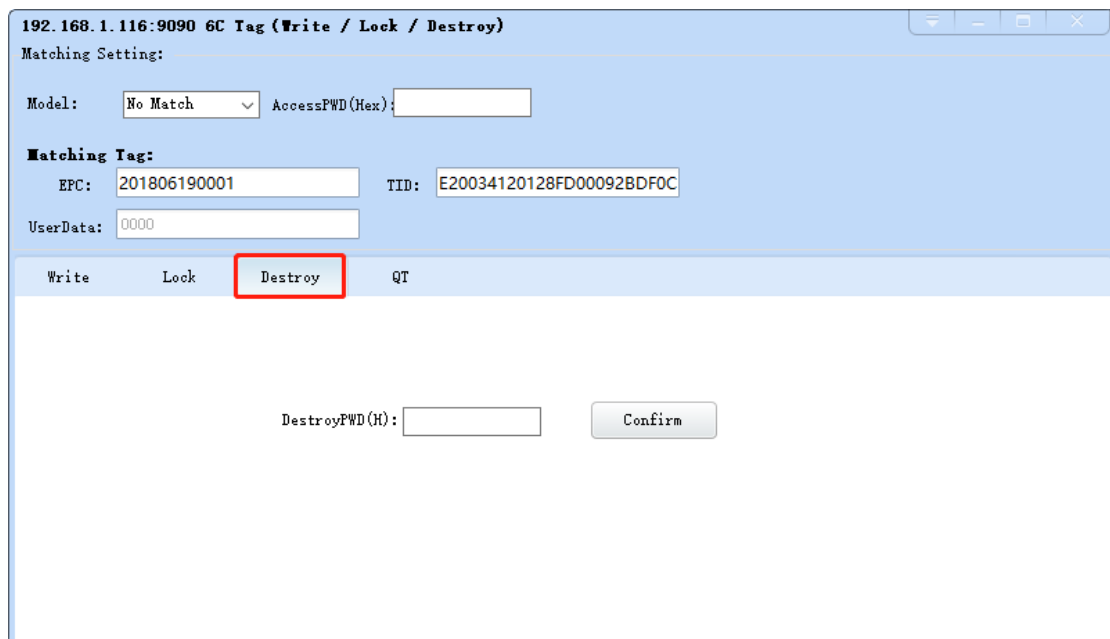 192.168.1.116:9090 6C Tag(Write / Lock / Destroy)
Matching Setting:
Model: No Match AccessPWD(Hex):
Matching Tag:
EPC: 201806190001 TID: E20034120128FD00092BDF0C
UserData: 0000
Write Lock Destroy QT
DestroyPWD(H): Confirm